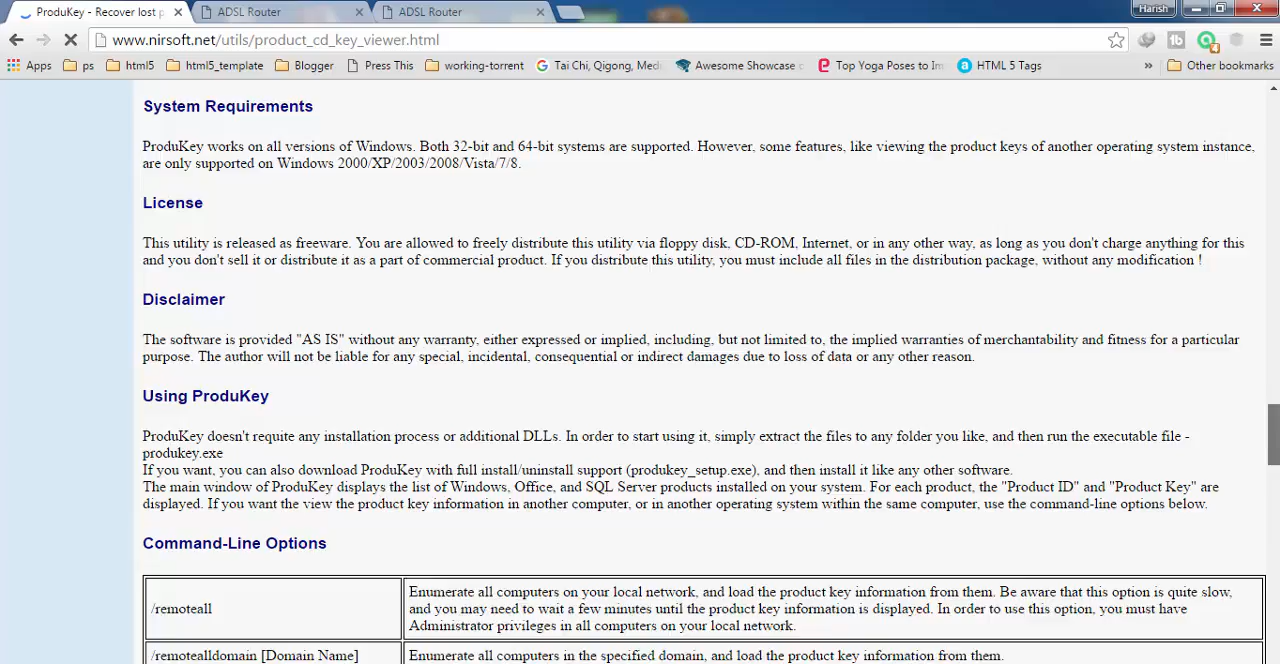 ProduKey - Recover lost p
ADSL Router
ADSL Router
Harish
www.nirsoft.net/utils/product_cd_key_viewer.html
Apps ps html5 html5_template Blogger Press This working-torrent Tai Chi, Qigong, Med Awesome Showcase Top Yoga Poses to Im HTML 5 Tags » Other bookmarks
System Requirements
ProduKey works on all versions of Windows. Both 32-bit and 64-bit systems are supported. However, some features, like viewing the product keys of another operating system instance,
are only supported on Windows 2000/XP/2003/2008/Vista/7/8.
License
This utility is released as freeware. You are allowed to freely distribute this utility via floppy disk, CD-ROM, Internet, or in any other way, as long as you don't charge anything for this
and you don't sell it or distribute it as a part of commercial product. If you distribute this utility, you must include all files in the distribution package, without any modification !
Disclaimer
The software is provided "AS IS" without any warranty, either expressed or implied, including, but not limited to, the implied warranties of merchantability and fitness for a particular
purpose. The author will not be liable for any special, incidental, consequential or indirect damages due to loss of data or any other reason.
Using ProduKey
ProduKey doesn't requite any installation process or additional DLLs. In order to start using it, simply extract the files to any folder you like, and then run the executable file -
produkey.exe
If you want, you can also download ProduKey with full install/uninstall support (produkey_setup.exe), and then install it like any other software.
The main window of ProduKey displays the list of Windows, Office, and SQL Server products installed on your system. For each product, the "Product ID" and "Product Key" are
displayed. If you want the view the product key information in another computer, or in another operating system within the same computer, use the command-line options below.
Command-Line Options
/remoteall
Enumerate all computers on your local network, and load the product key information from them. Be aware that this option is quite slow,
and you may need to wait a few minutes until the product key information is displayed. In order to use this option, you must have
Administrator privileges in all computers on your local network.
/remotealldomain [Domain Name]
Enumerate all computers in the specified domain, and load the product key information from them.